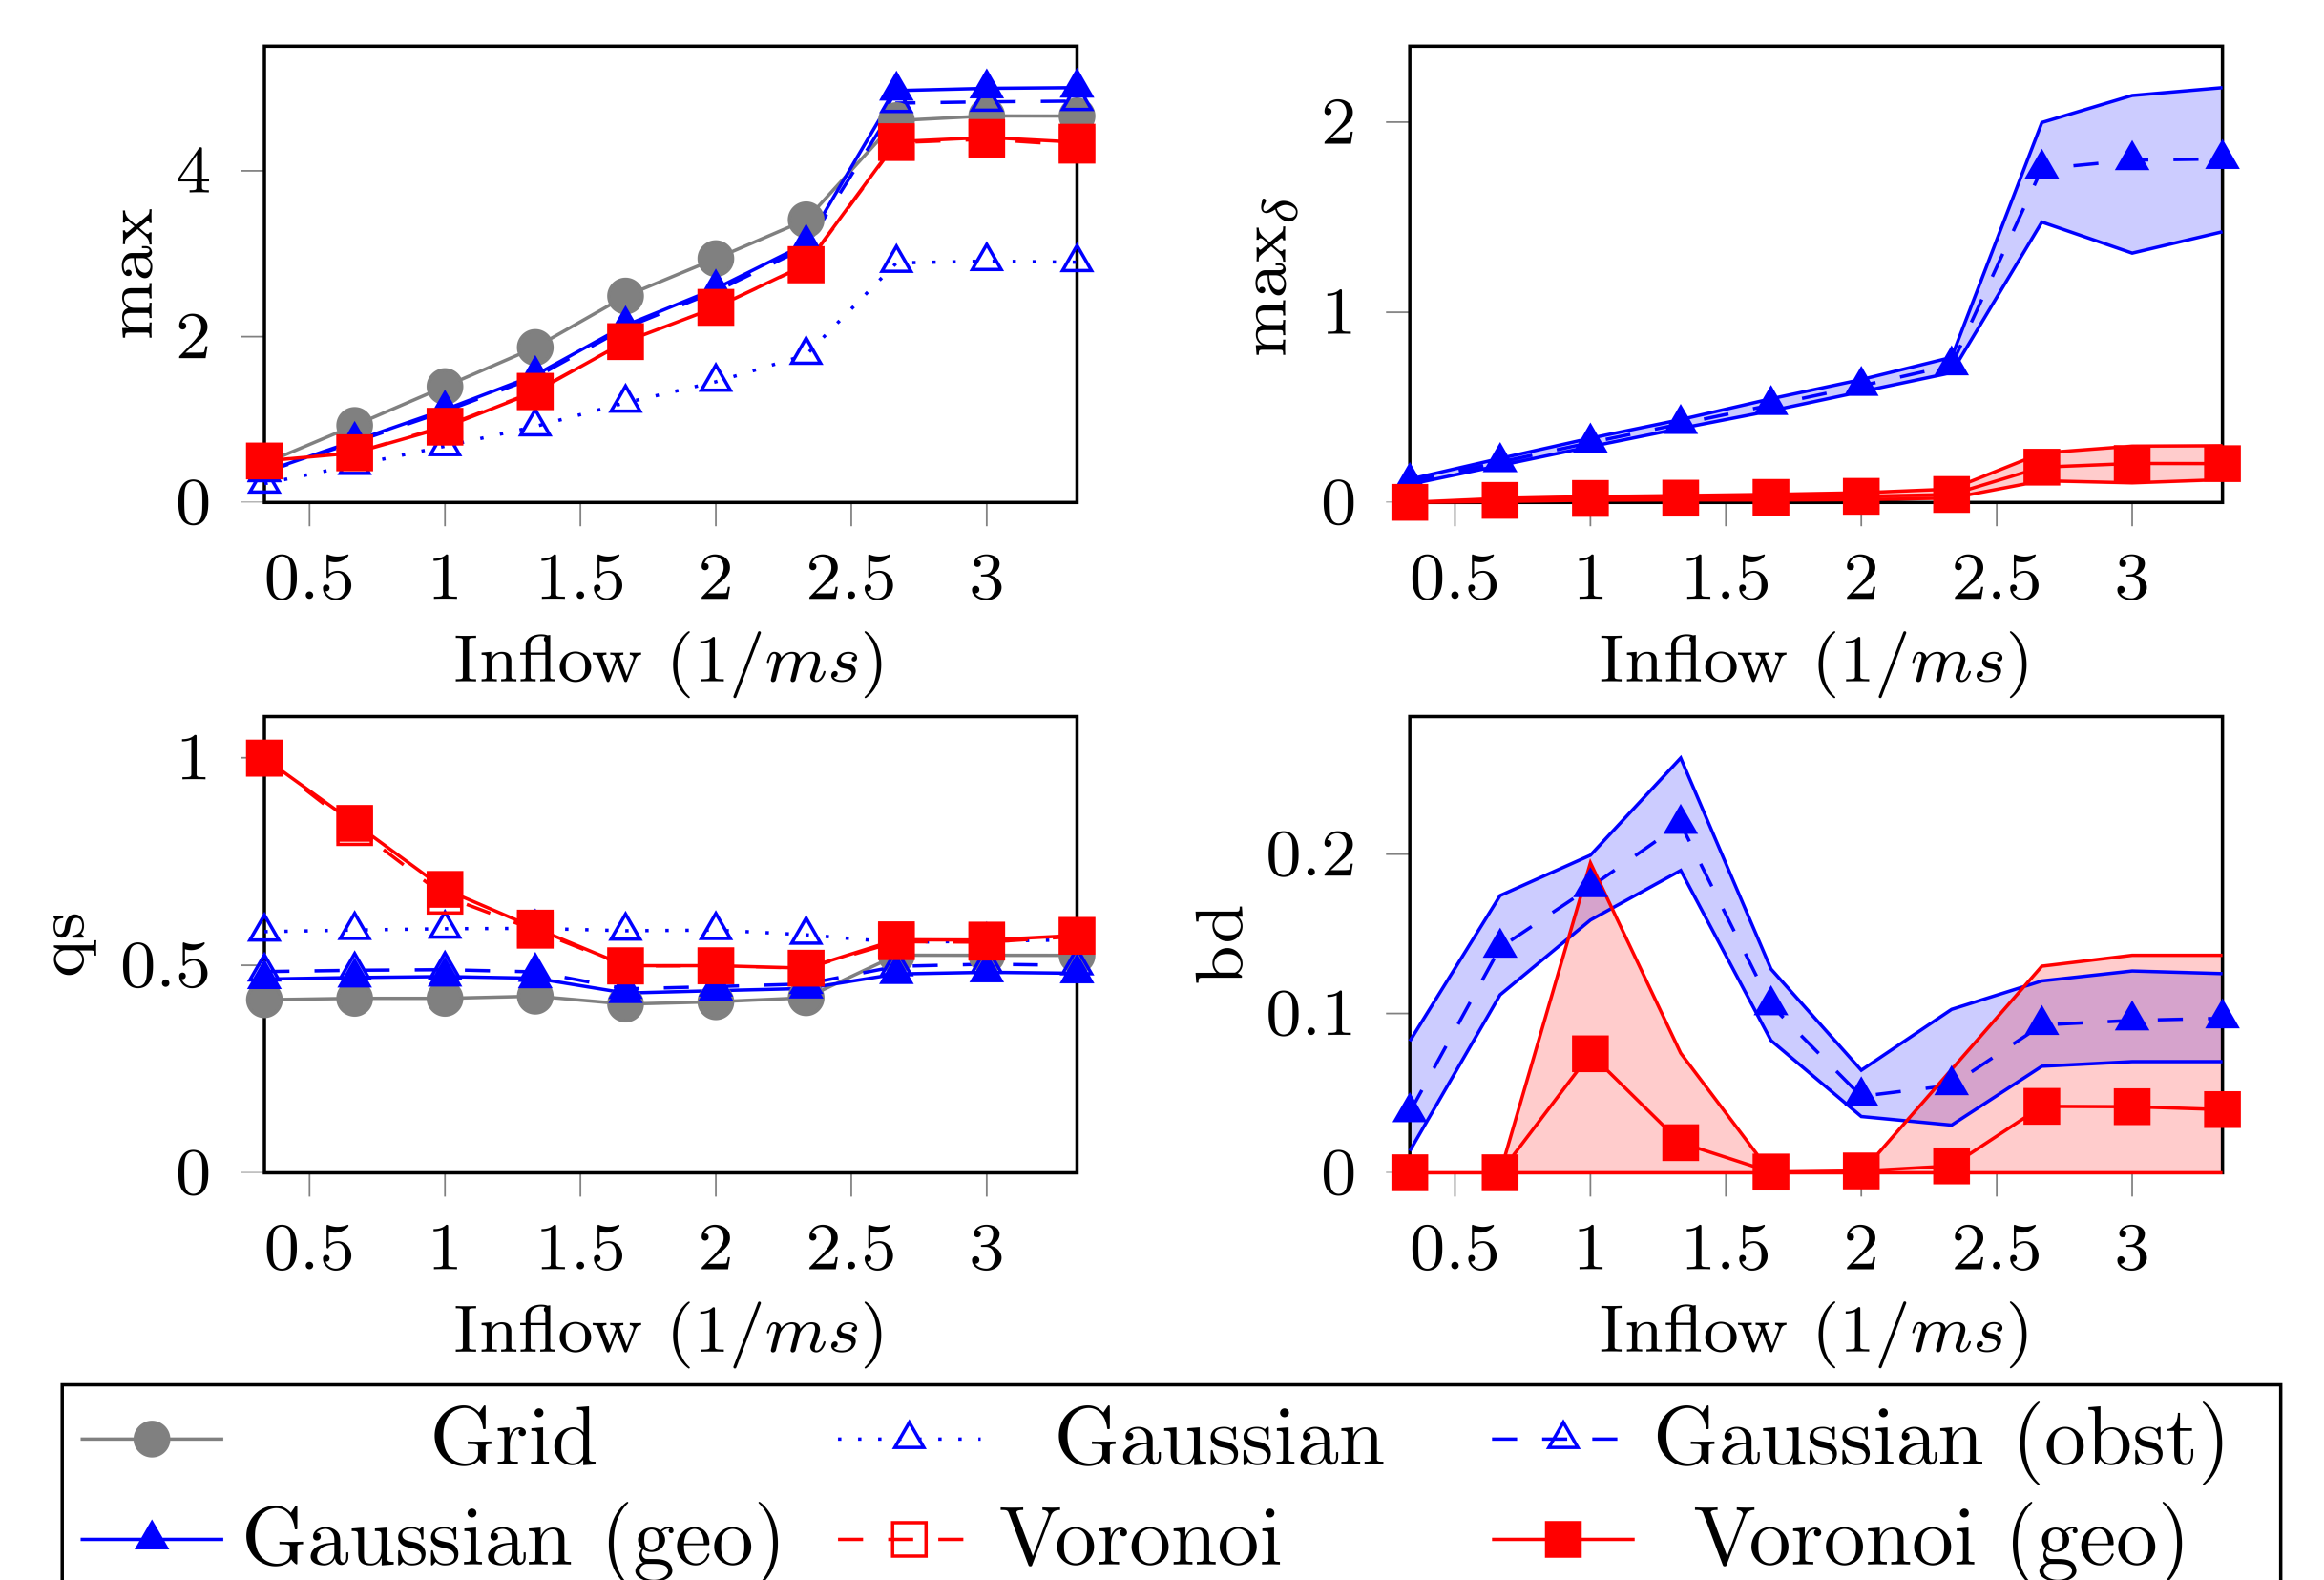 max
4
2
0
0.5 1 1.5 2 2.5 3
Inflow (1/ms)
maxδ
2
1
0
0.5 1 1.5 2 2.5 3
Inflow (1/ms)
qs
1
0.5
0
0.5 1 1.5 2 2.5 3
Inflow (1/ms)
bd
0.2
0.1
0
0.5 1 1.5 2 2.5 3
Inflow (1/ms)
Grid Gaussian Gaussian (obst)
Gaussian (geo) Voronoi Voronoi (geo)